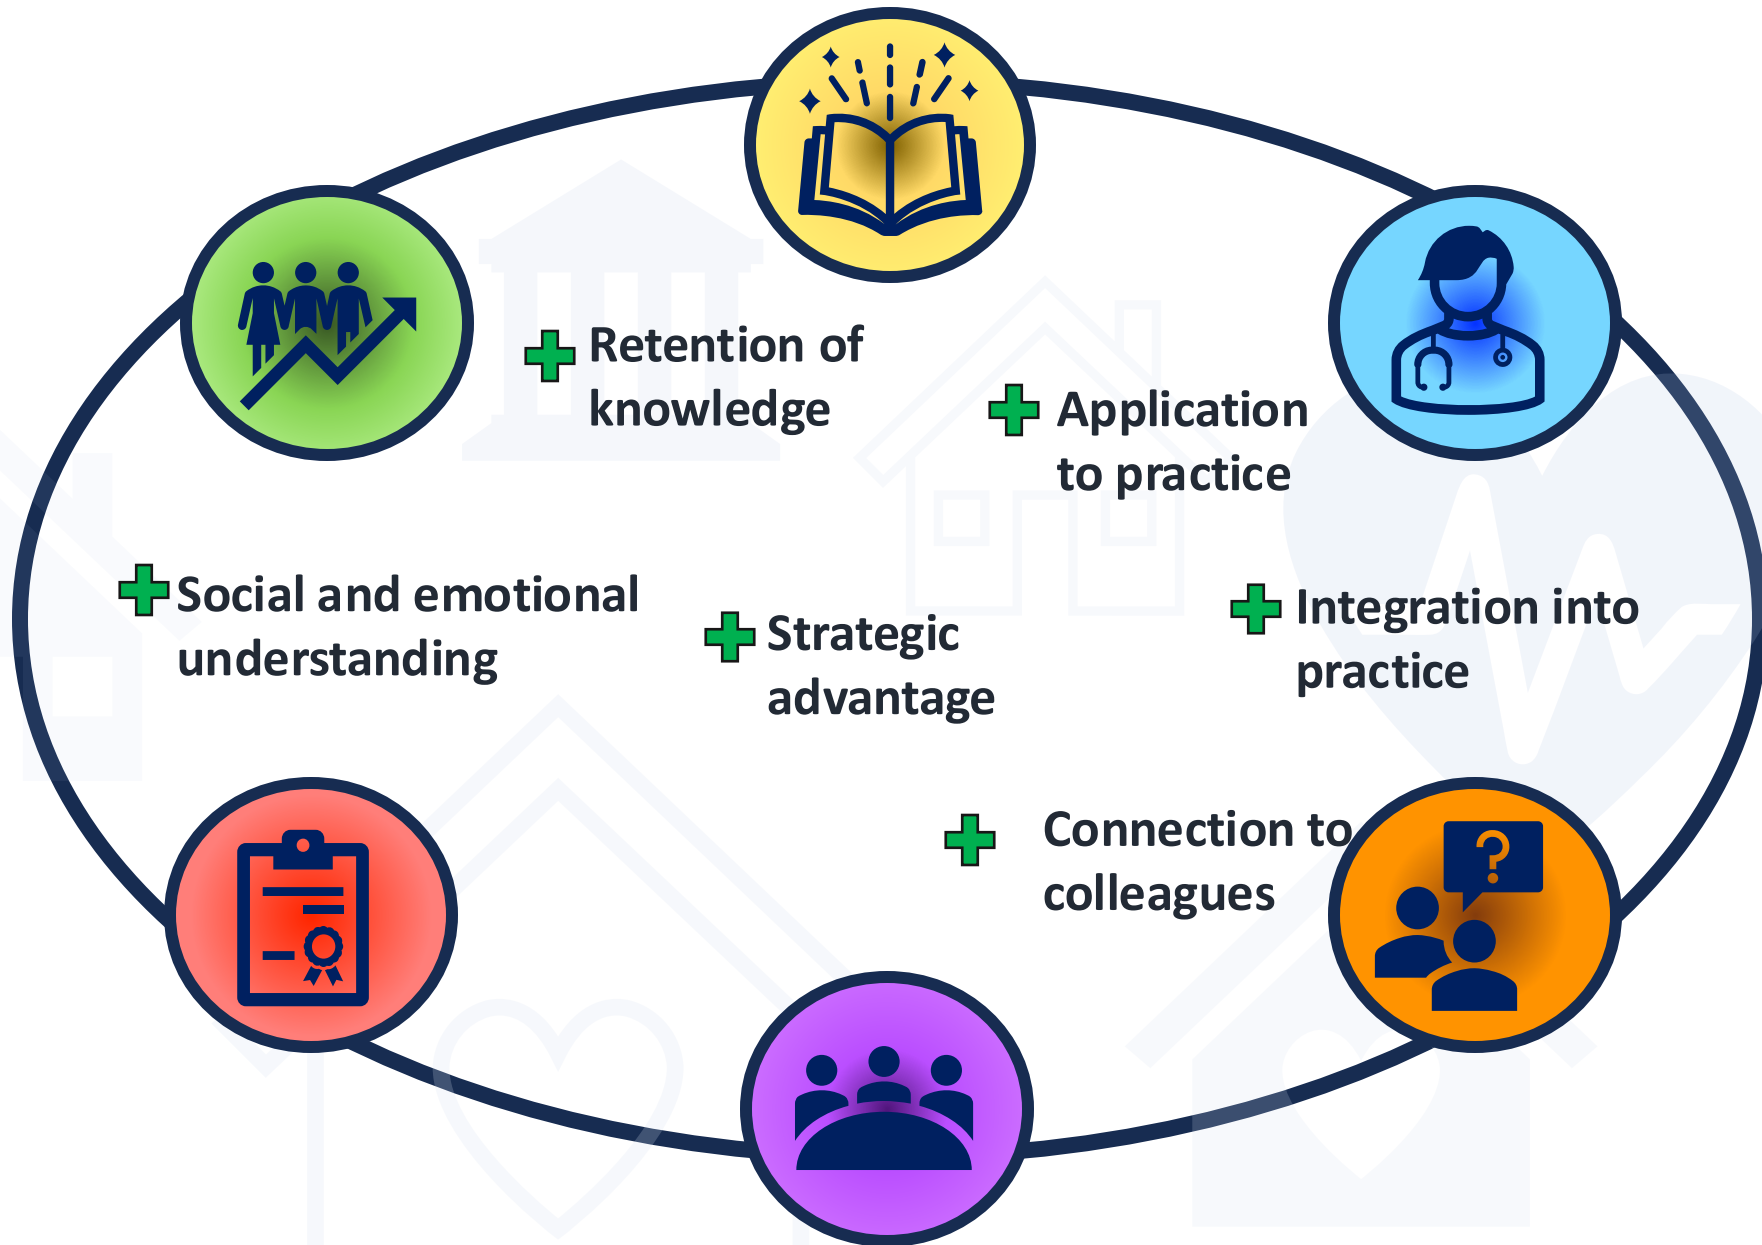 Retention of
knowledge
Application
to practice
Social and emotional
understanding
Strategic
advantage
Integration into
practice
Connection to
colleagues
?